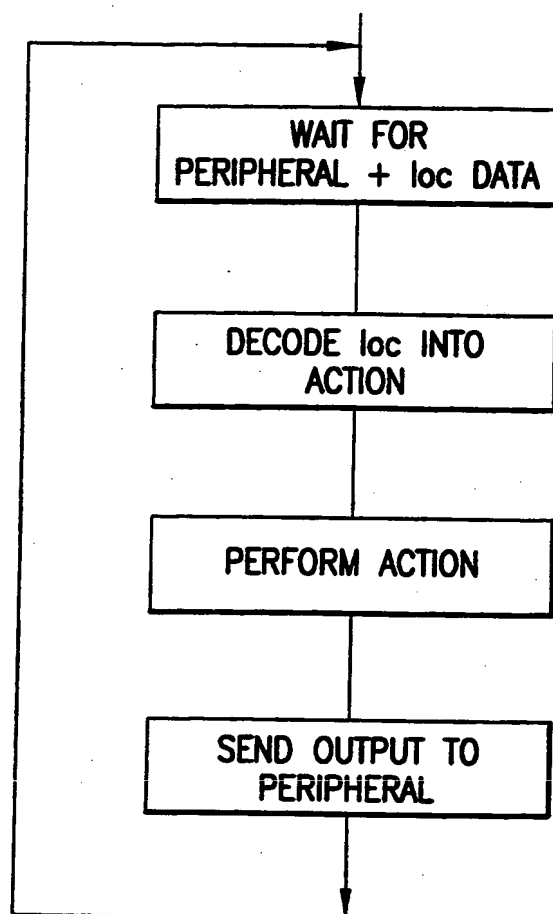 WAIT FOR
PERIPHERAL + loc DATA
DECODE loc INTO
ACTION
PERFORM ACTION
SEND OUTPUT TO
PERIPHERAL